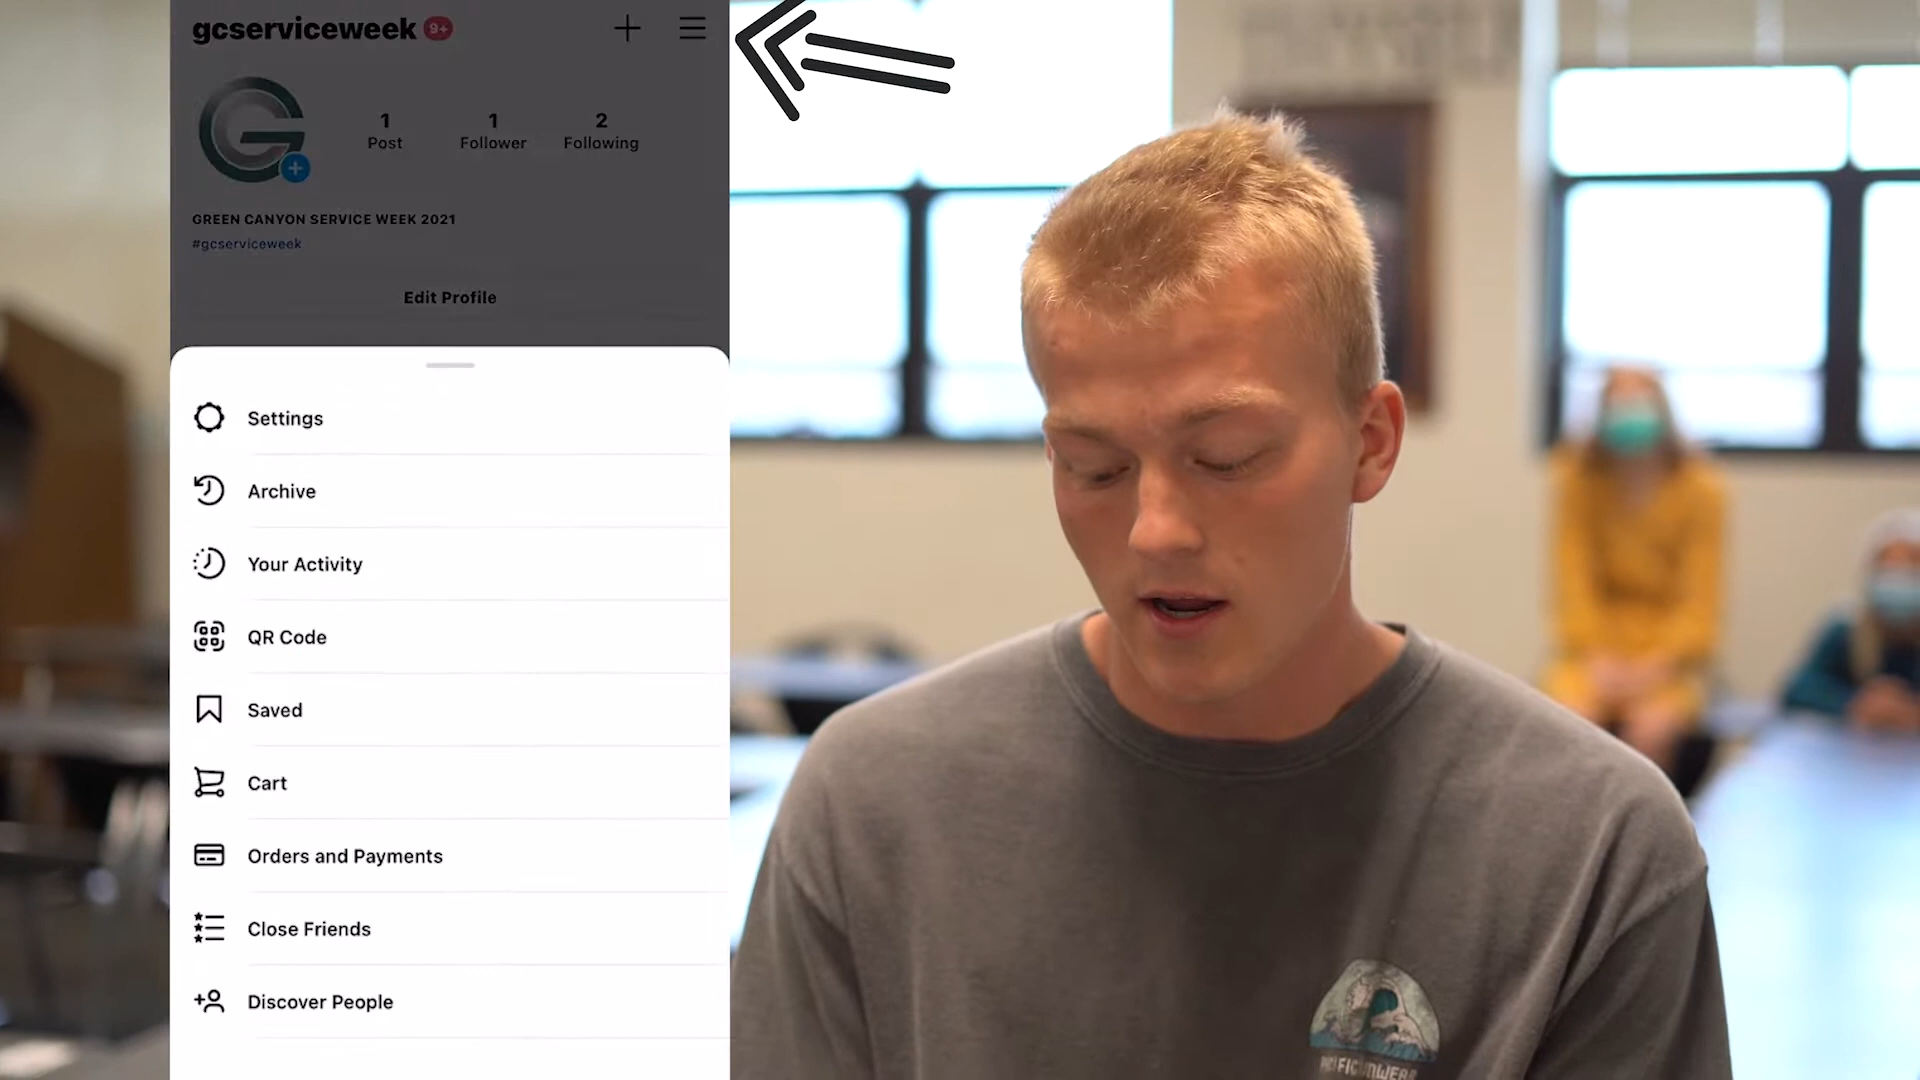 gcserviceweek 9+
1 1 2
Post Follower Following
GREEN CANYON SERVICE WEEK 2021
#gcserviceweek
Edit Profile
Settings
Archive
Your Activity
QR Code
Saved
Cart
Orders and Payments
Close Friends
Discover People